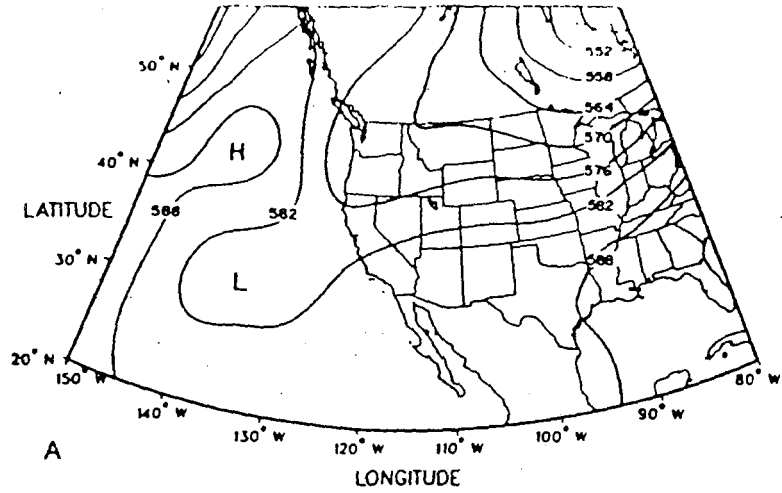 552
50° N
558
564
H
570
40° N
576
LATITUDE
588
582
582
30° N
L
588
20° N
150° W
80° W
140° W
90° W
130° W
120° W
110° W
100° W
A
LONGITUDE